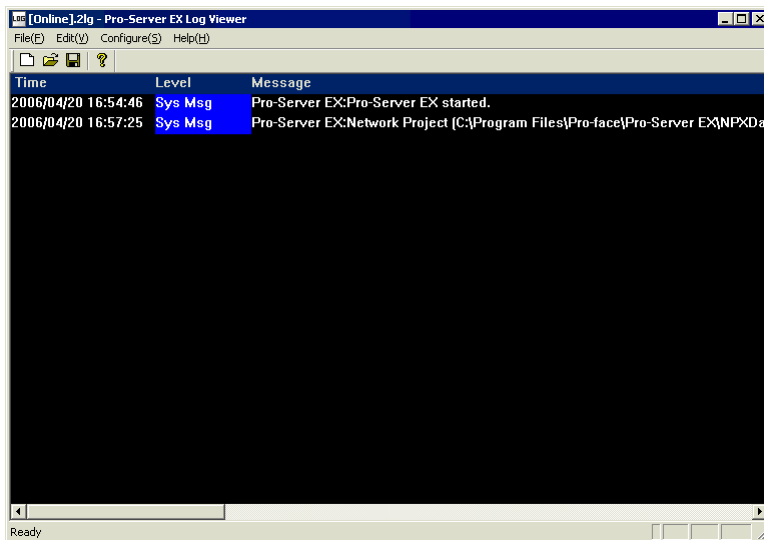 LOG [Online].2lg - Pro-Server EX Log Viewer
File(F) Edit(V) Configure(S) Help(H)
Time Level Message
2006/04/20 16:54:46 Sys Msg Pro-Server EX:Pro-Server EX started.
2006/04/20 16:57:25 Sys Msg Pro-Server EX:Network Project (C:\Program Files\Pro-face\Pro-Server EX\NPXDa
Ready